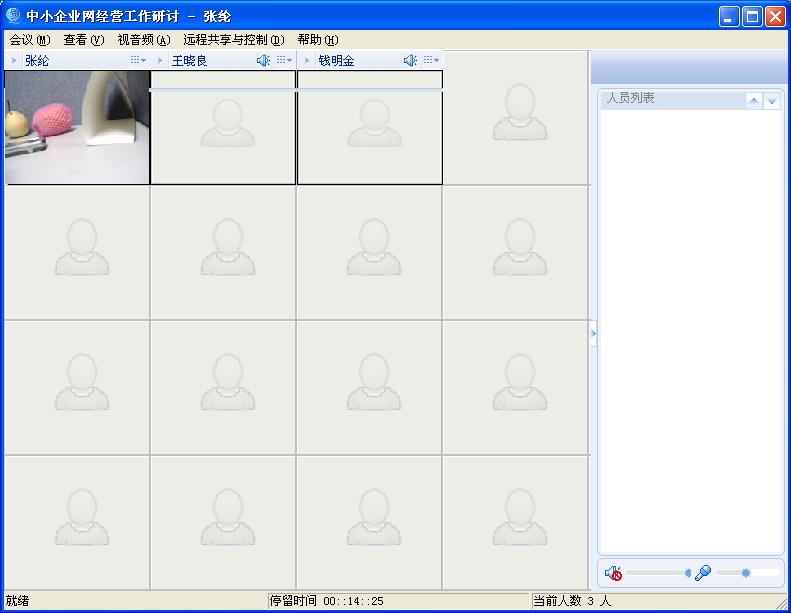 中小企业网经营工作研讨 - 张纶
会议(M) 查看(V) 视音频(A) 远程共享与控制(D) 帮助(H)
张纶 王晓良 钱明金
人员列表
就绪 停留时间 00::14::25 当前人数 3 人